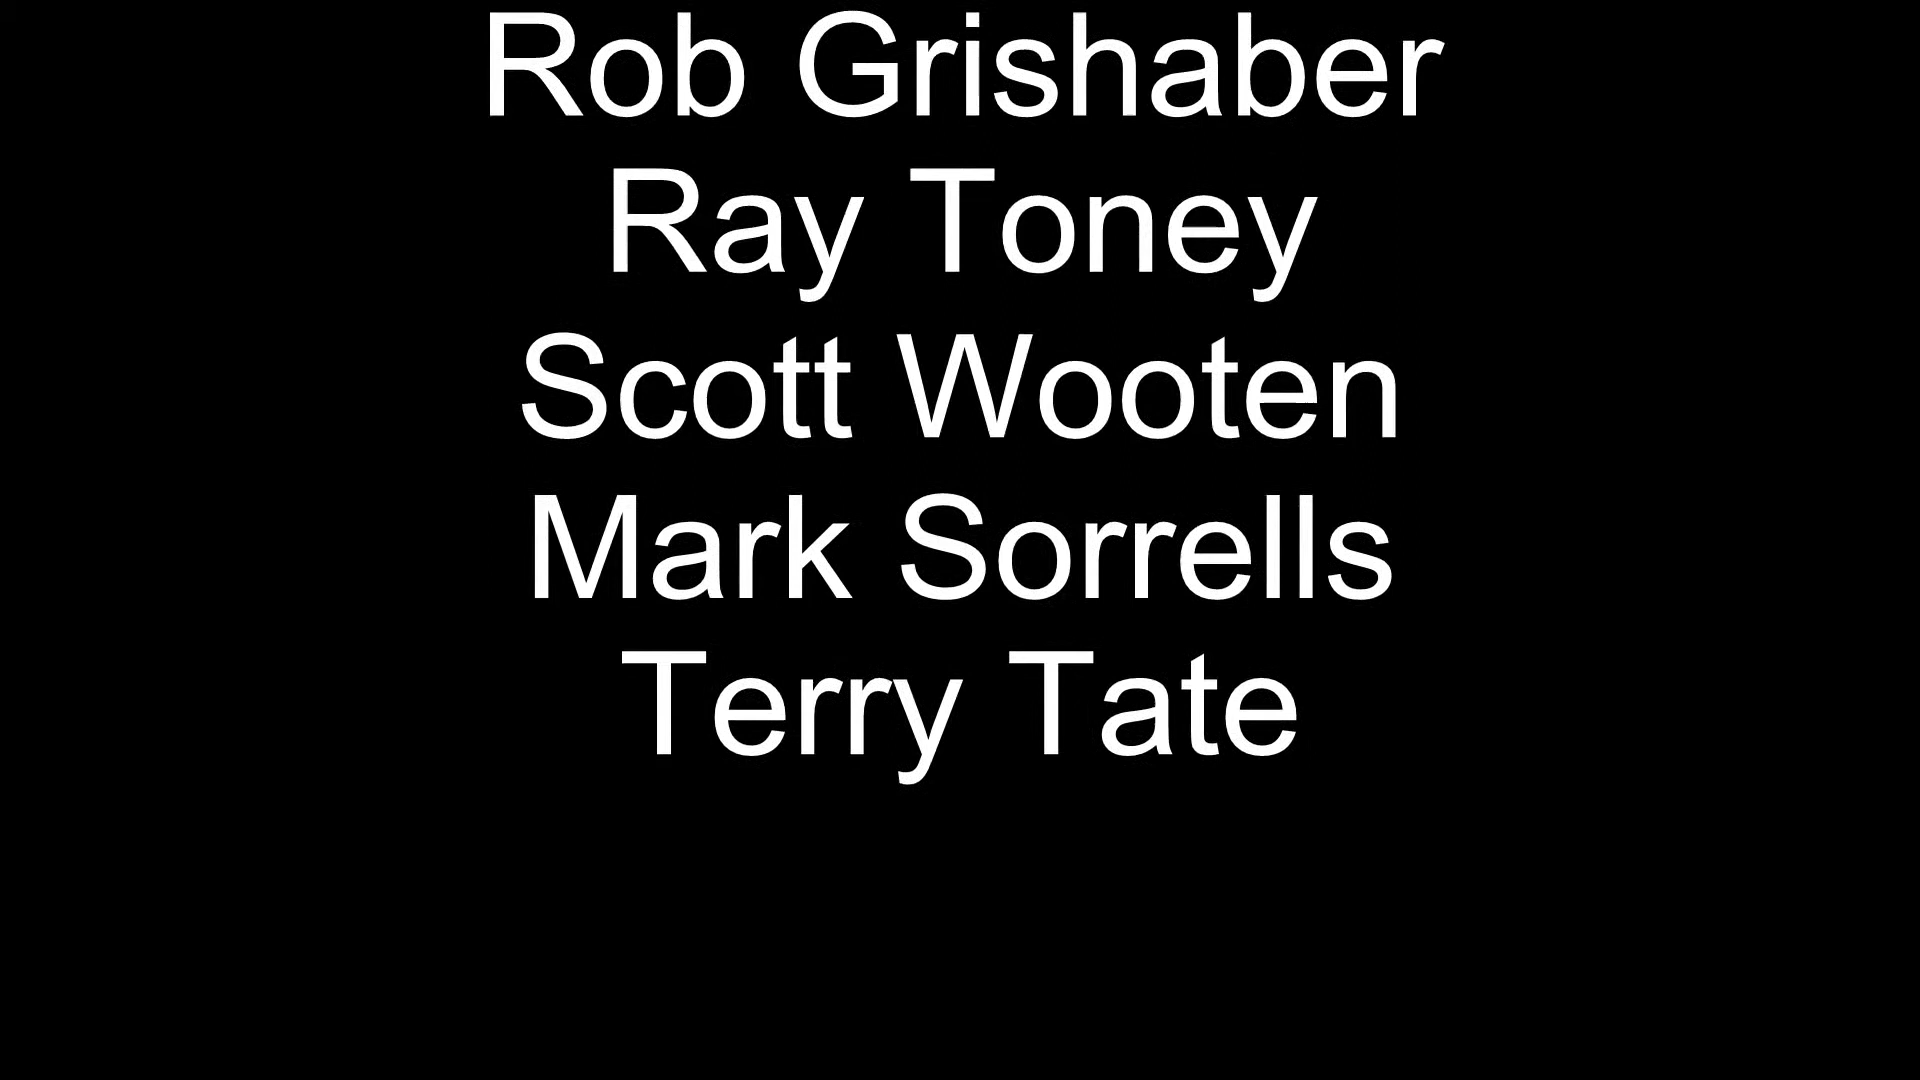 Rob Grishaber
Ray Toney
Scott Wooten
Mark Sorrells
Terry Tate